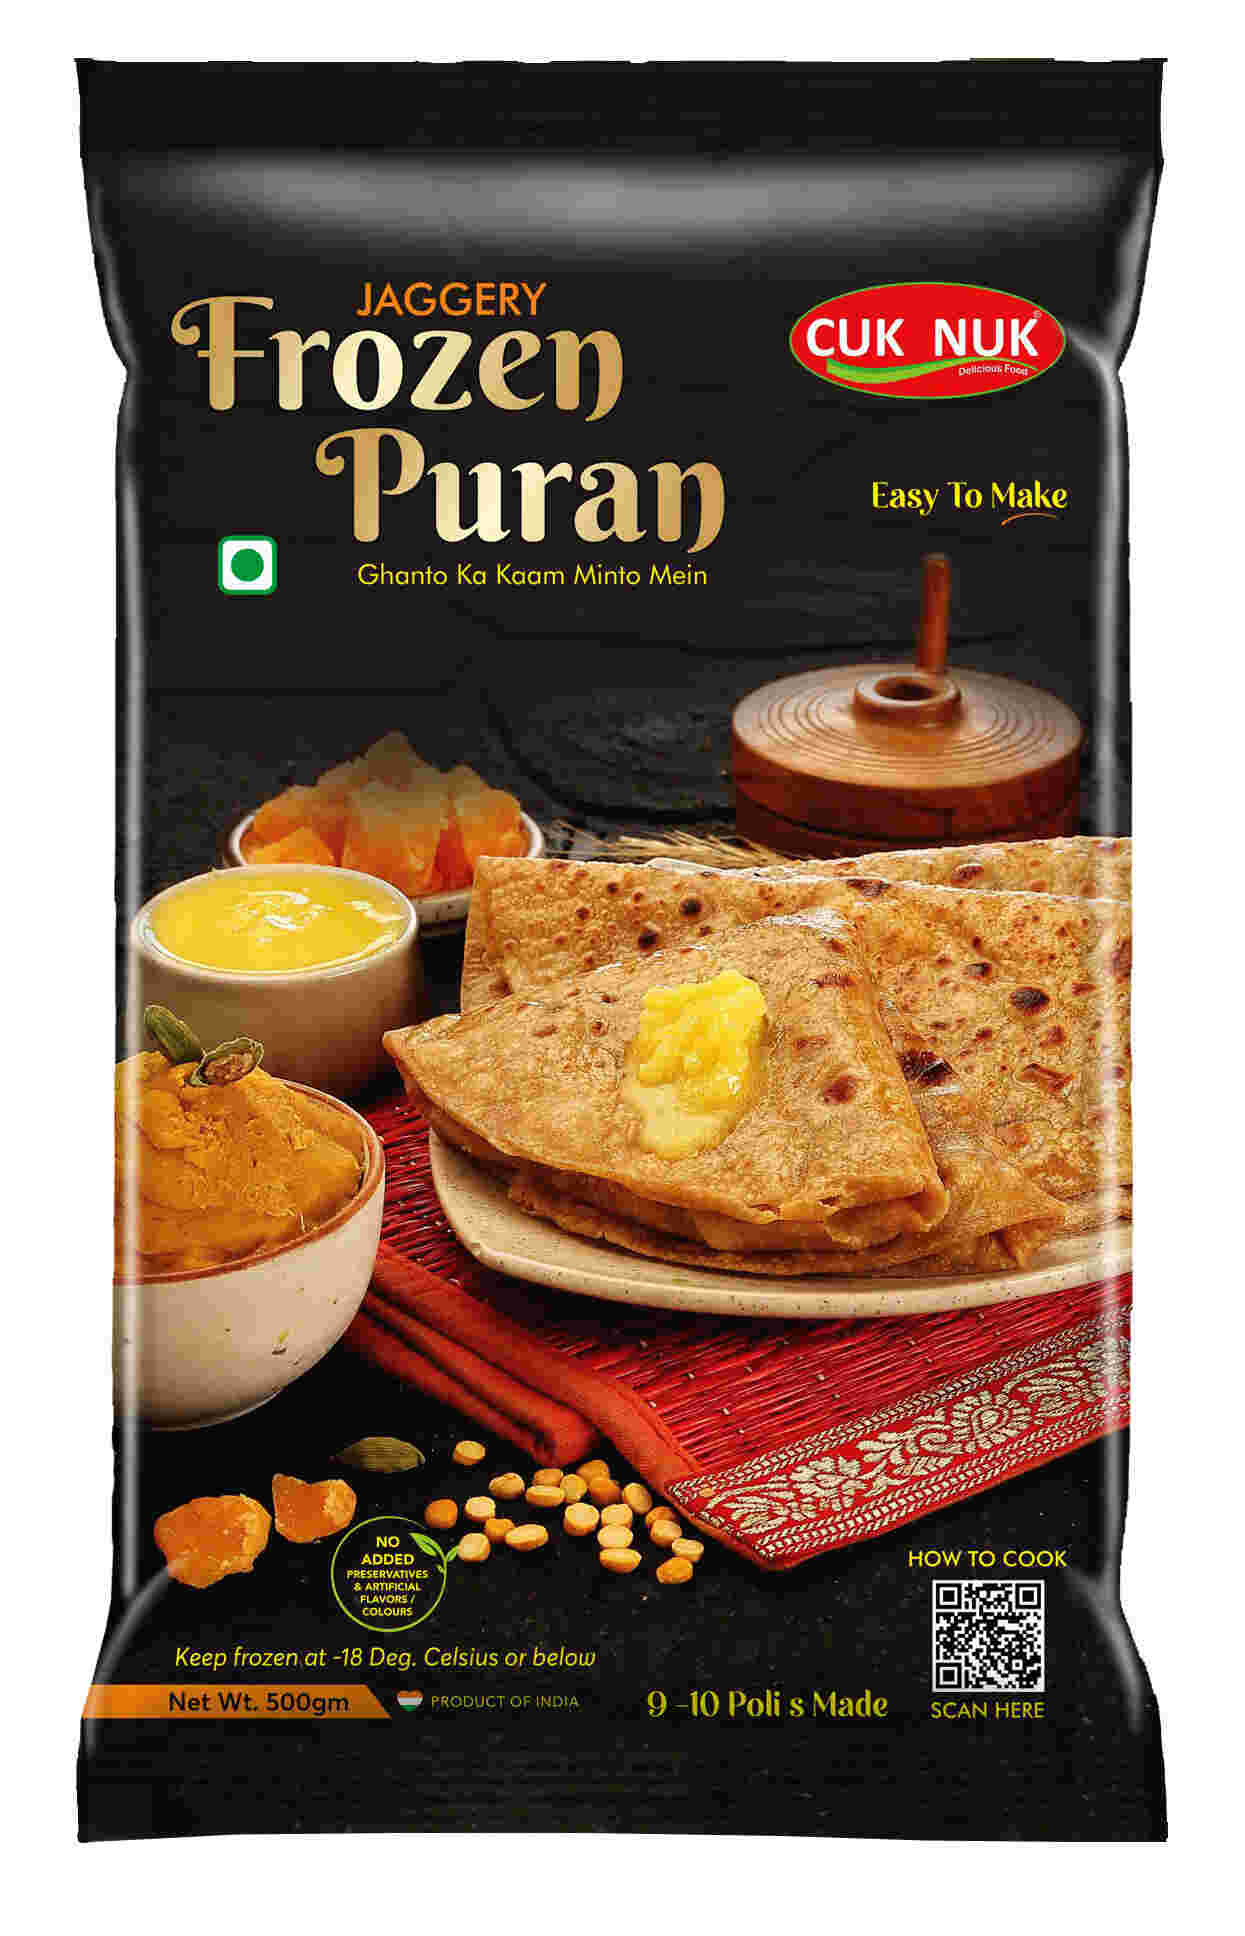 JAGGERY
Frozen
Puran
Ghanto Ka Kaam Minto Mein
CUK NUK®
Delicious Food
Easy To Make
NO
ADDED
PRESERVATIVES
& ARTIFICIAL
FLAVORS /
COLOURS
HOW TO COOK
SCAN HERE
Keep frozen at -18 Deg. Celsius or below
Net Wt. 500gm
PRODUCT OF INDIA
9 -10 Poli s Made